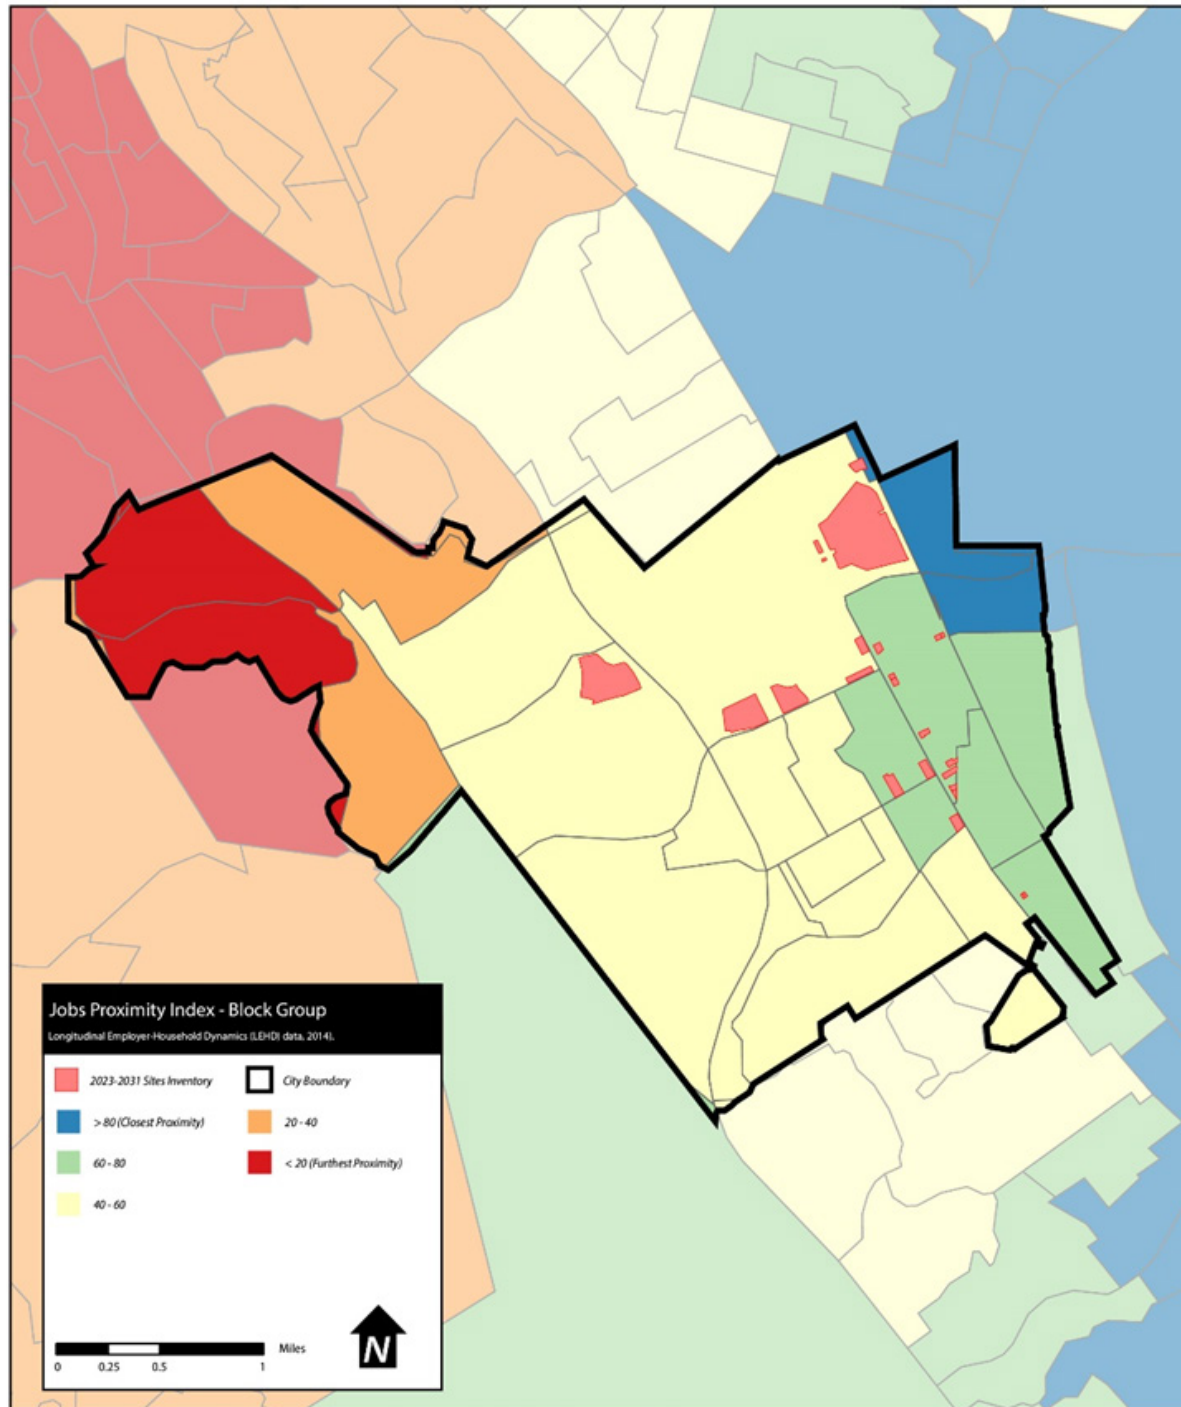 Jobs Proximity Index - Block Group
Longitudinal Employer-Household Dynamics (LEHD) data, 2014).
2023-2031 Sites Inventory
City Boundary
> 80 (Closest Proximity)
20 - 40
60 - 80
< 20 (Furthest Proximity)
40 - 60
Miles
0 0.25 0.5 1
N